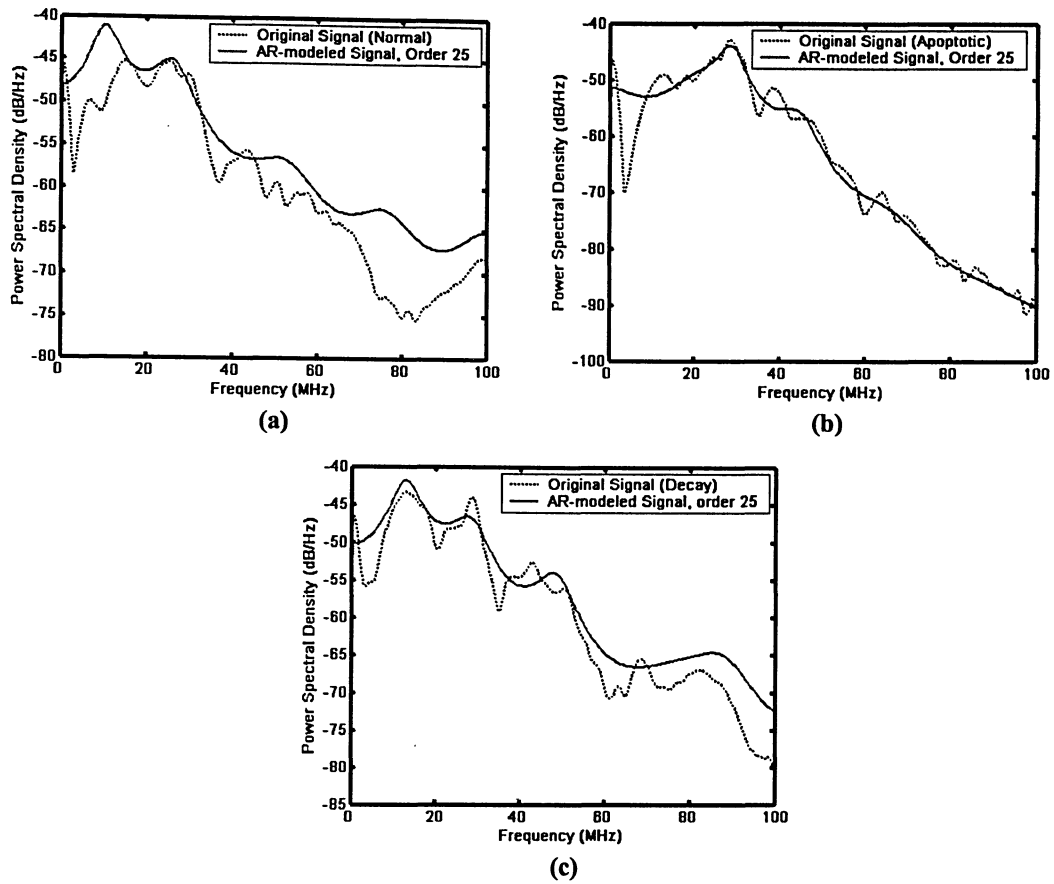 -40
-45
-50
-55
-60
-65
-70
-75
-80
0
20
40
60
80
100
Power Spectral Density (dB/Hz)
Frequency (MHz)
Original Signal (Normal)
AR-modeled Signal, Order 25
(a)
-40
-50
-60
-70
-80
-90
-100
0
20
40
60
80
100
Power Spectral Density (dB/Hz)
Frequency (MHz)
Original Signal (Apoptotic)
AR-modeled Signal, Order 25
(b)
-40
-45
-50
-55
-60
-65
-70
-75
-80
-85
0
20
40
60
80
100
Power Spectral Density (dB/Hz)
Frequency (MHz)
Original Signal (Decay)
AR-modeled Signal, order 25
(c)